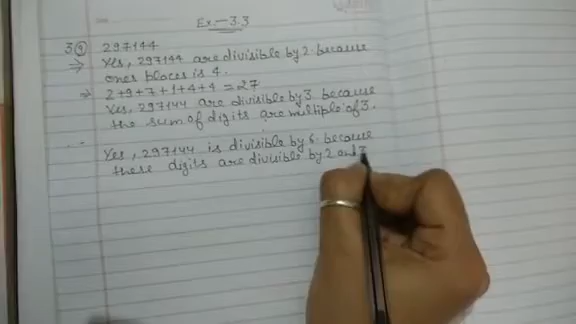 Ex.-3.3
3(a) 297144
⇒ Yes, 297144 are divisible by 2. because
ones places is 4.
⇒ 2+9+7+1+4+4=27
Yes, 297144 are divisible by 3. because
the sum of digits are multiple of 3.
Yes, 297144 is divisible by 6. because
these digits are divisible by 2 and 3